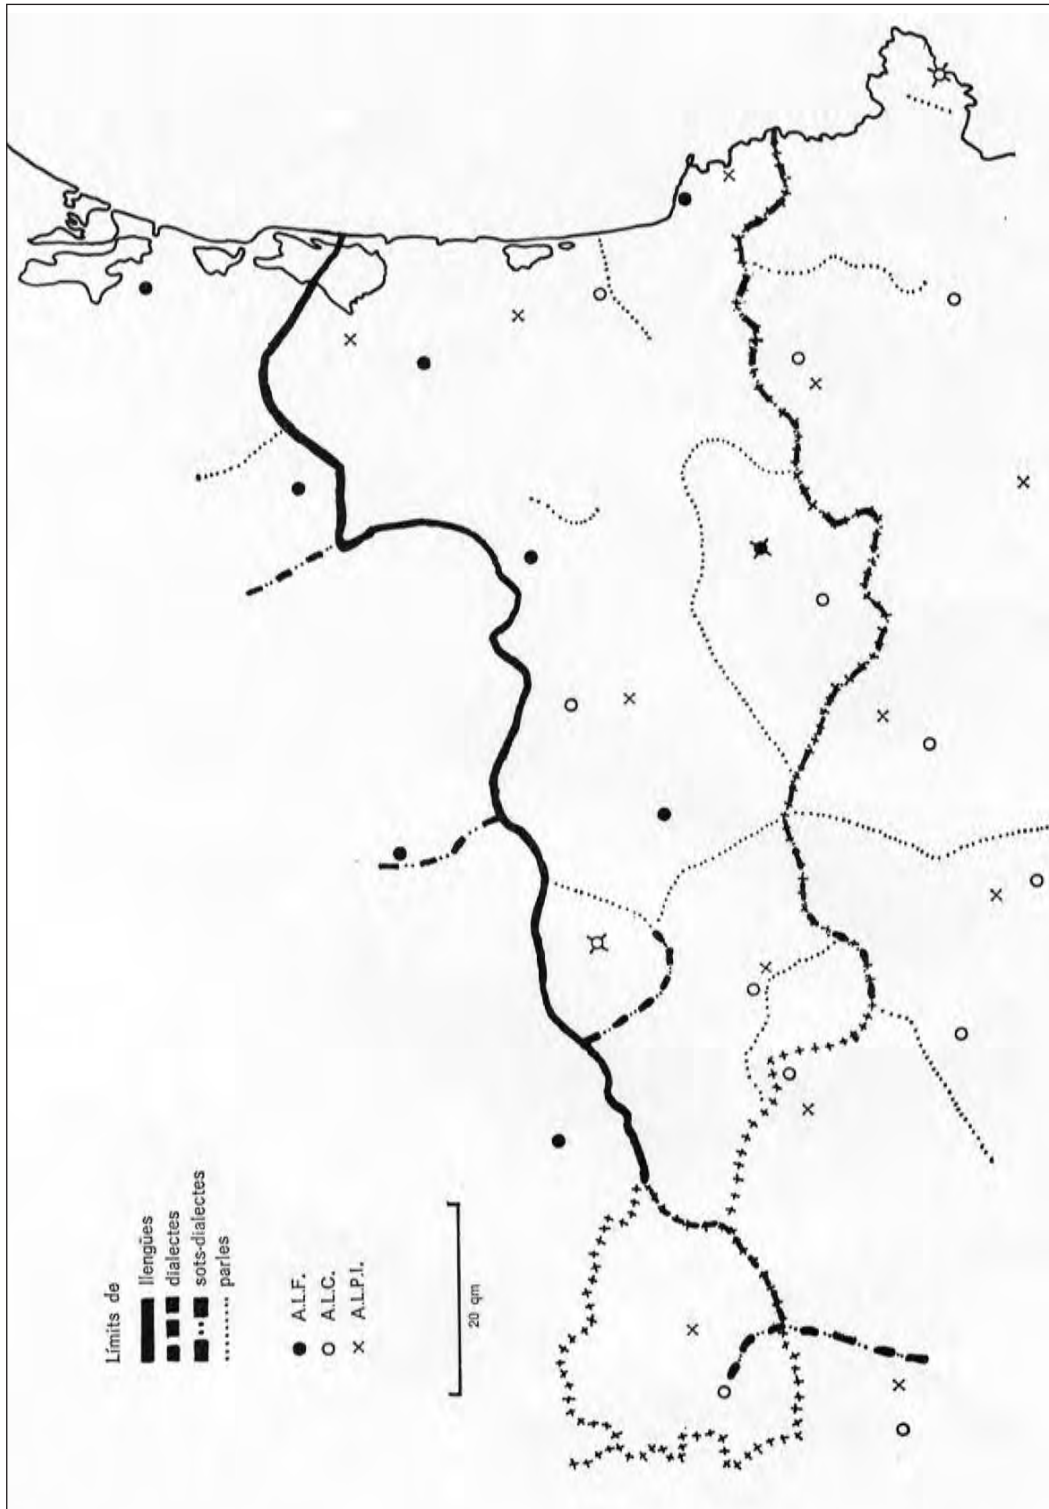 Límits de
llengües
dialectes
sots-dialectes
parles
A.L.F.
A.L.C.
A.L.P.I.
20 qm